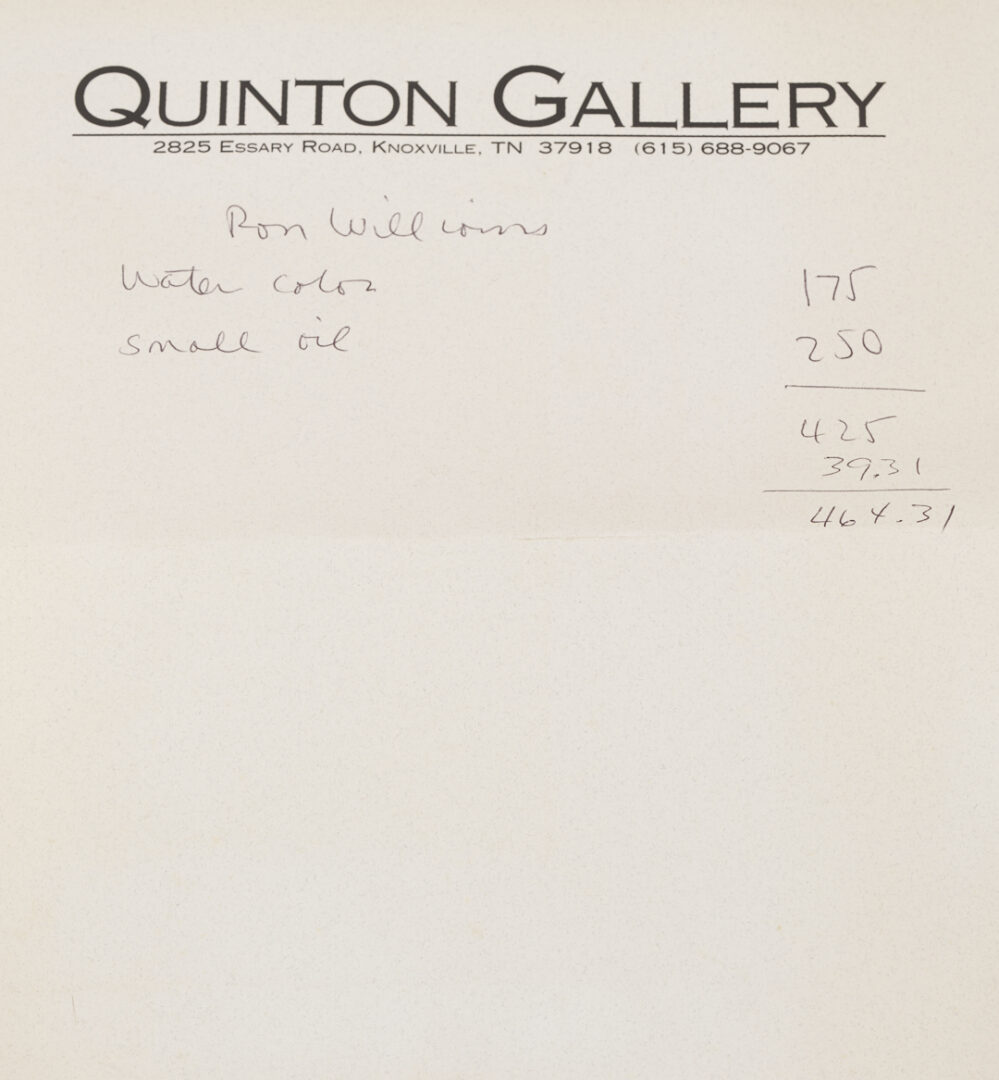 QUINTON GALLERY
2825 ESSARY ROAD, KNOXVILLE, TN 37918 (615) 688-9067
Ron Williams
Water color 175
small oil 250
425
39.31
464.31